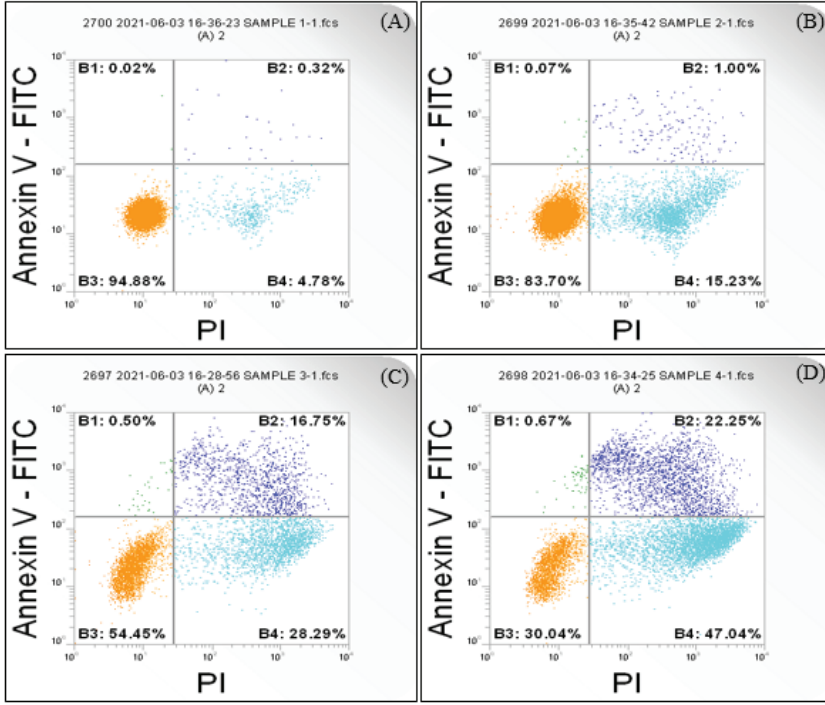 2700 2021-06-03 16-36-23 SAMPLE 1-1.fcs
(A)
(A) 2
B1: 0.02%
B2: 0.32%
B3: 94.88%
B4: 4.78%
Annexin V - FITC
PI
2699 2021-06-03 16-35-42 SAMPLE 2-1.fcs
(B)
(A) 2
B1: 0.07%
B2: 1.00%
B3: 83.70%
B4: 15.23%
Annexin V - FITC
PI
2697 2021-06-03 16-28-56 SAMPLE 3-1.fcs
(C)
(A) 2
B1: 0.50%
B2: 16.75%
B3: 54.45%
B4: 28.29%
Annexin V - FITC
PI
2698 2021-06-03 16-34-25 SAMPLE 4-1.fcs
(D)
(A) 2
B1: 0.67%
B2: 22.25%
B3: 30.04%
B4: 47.04%
Annexin V - FITC
PI